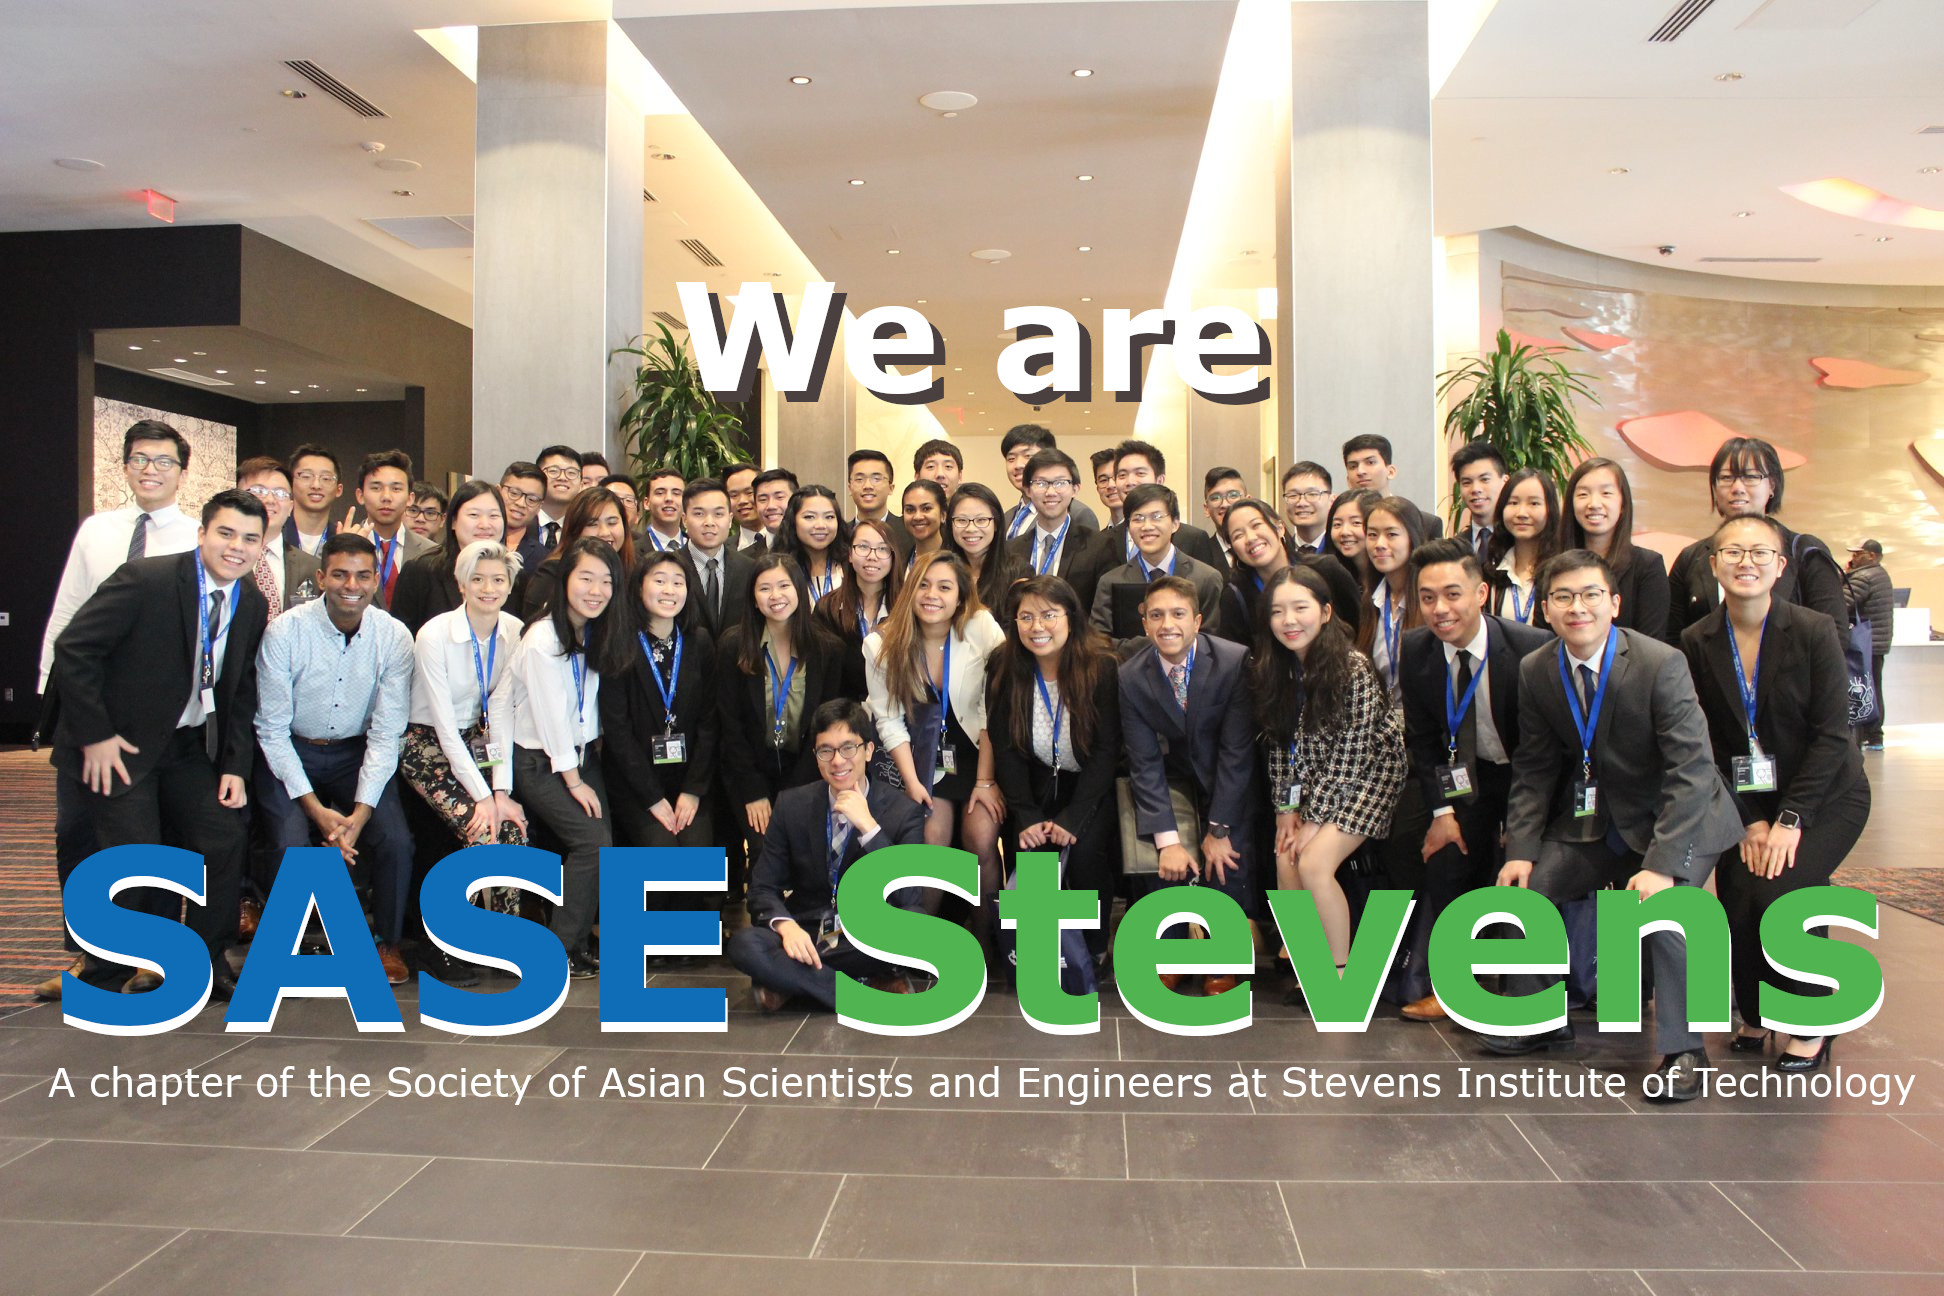 We are
SASE Stevens
A chapter of the Society of Asian Scientists and Engineers at Stevens Institute of Technology